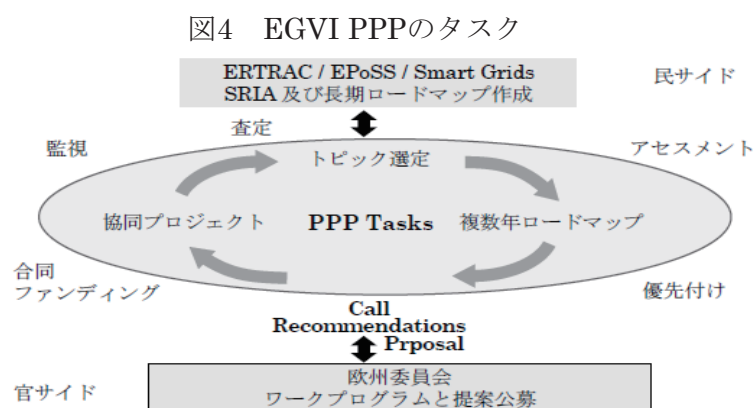 図4　EGVI PPPのタスク
ERTRAC / EPoSS / Smart Grids
SRIA 及び長期ロードマップ作成
民サイド
査定
監視
アセスメント
トピック選定
協同プロジェクト
PPP Tasks
複数年ロードマップ
合同
ファンディング
優先付け
Call
Recommendations
Prposal
官サイド
欧州委員会
ワークプログラムと提案公募